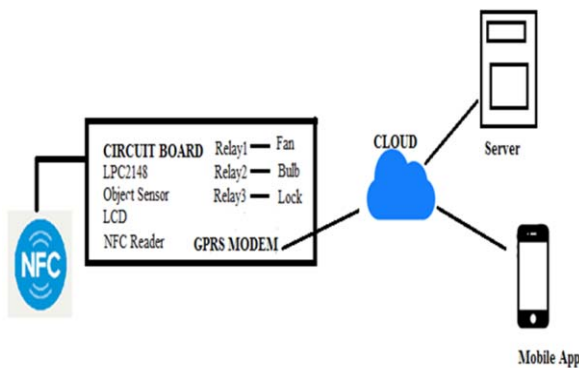 CLOUD
Server
CIRCUIT BOARD
LPC2148
Object Sensor
LCD
NFC Reader
Relay1 Fan
Relay2 Bulb
Relay3 Lock
GPRS MODEM
NFC
Mobile App